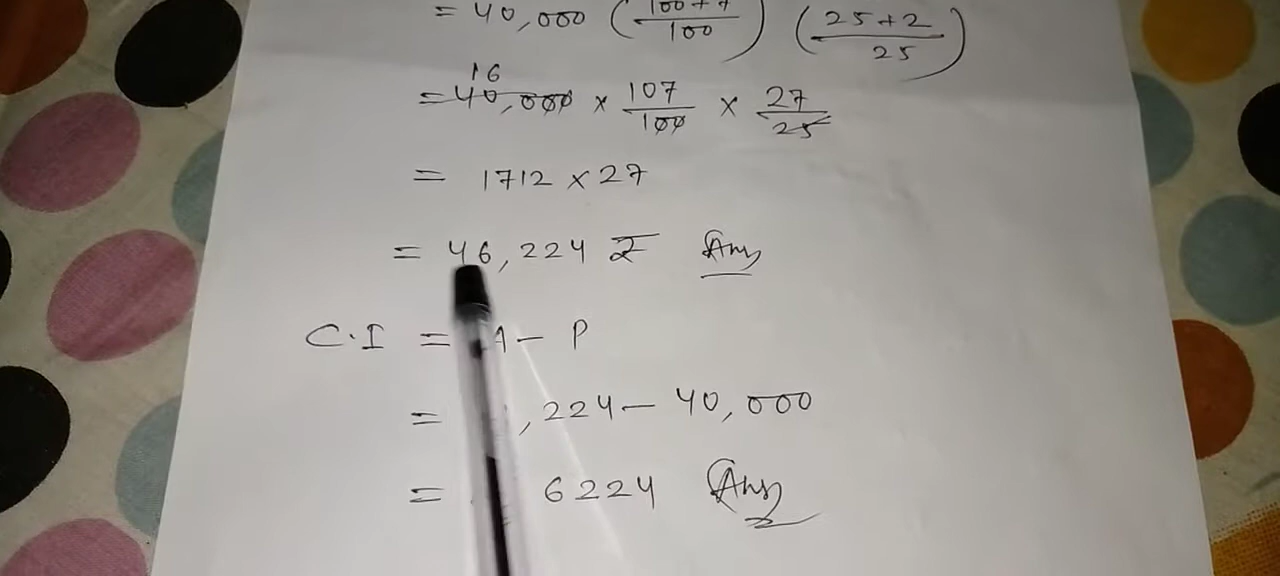 = 40,000 (100+7/100) (25+2/25)
16
= 40,000 × 107/100 × 27/25
= 1712 × 27
= 46,224 ₹ Ans
C.I = A - P
= ,224 - 40,000
= 6224 Ans